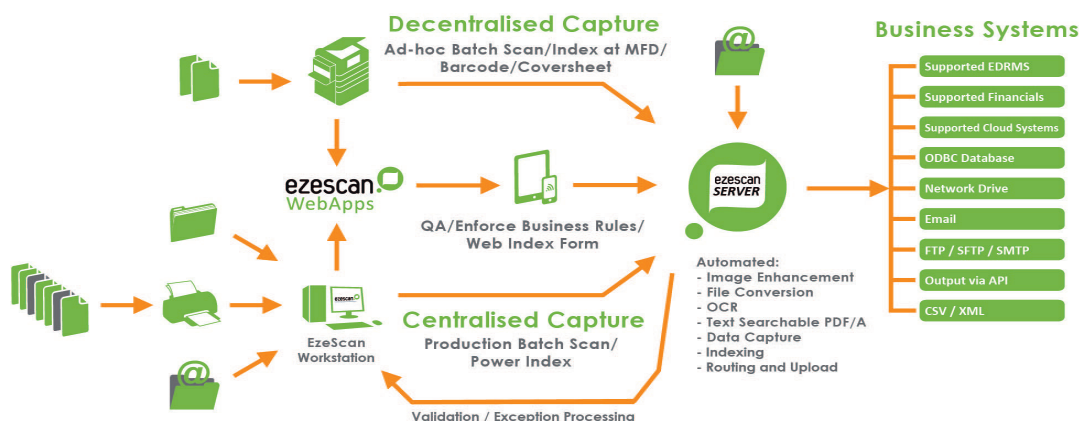 Decentralised Capture
Ad-hoc Batch Scan/Index at MFD/
Barcode/Coversheet
@
Business Systems
Supported EDRMS
Supported Financials
Supported Cloud Systems
ODBC Database
Network Drive
Email
FTP / SFTP / SMTP
Output via API
CSV / XML
ezescan
WebApps
QA/Enforce Business Rules/
Web Index Form
ezescan
SERVER
Automated:
- Image Enhancement
- File Conversion
- OCR
- Text Searchable PDF/A
- Data Capture
- Indexing
- Routing and Upload
ezescan
EzeScan
Workstation
Centralised Capture
Production Batch Scan/
Power Index
@
Validation / Exception Processing